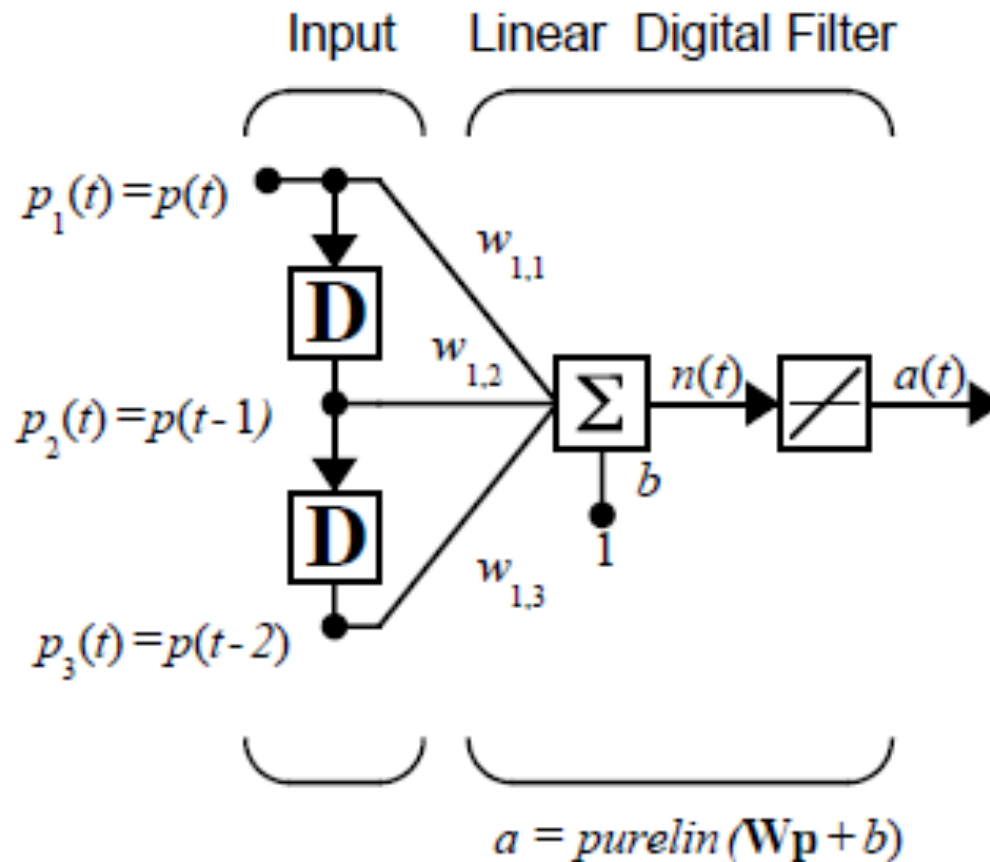 Input Linear Digital Filter
p₁(t)=p(t)
w₁,₁
D
w₁,₂ n(t) a(t)
Σ
p₂(t)=p(t-1)
b
D
1
w₁,₃
p₃(t)=p(t-2)
a = purelin (Wp+b)